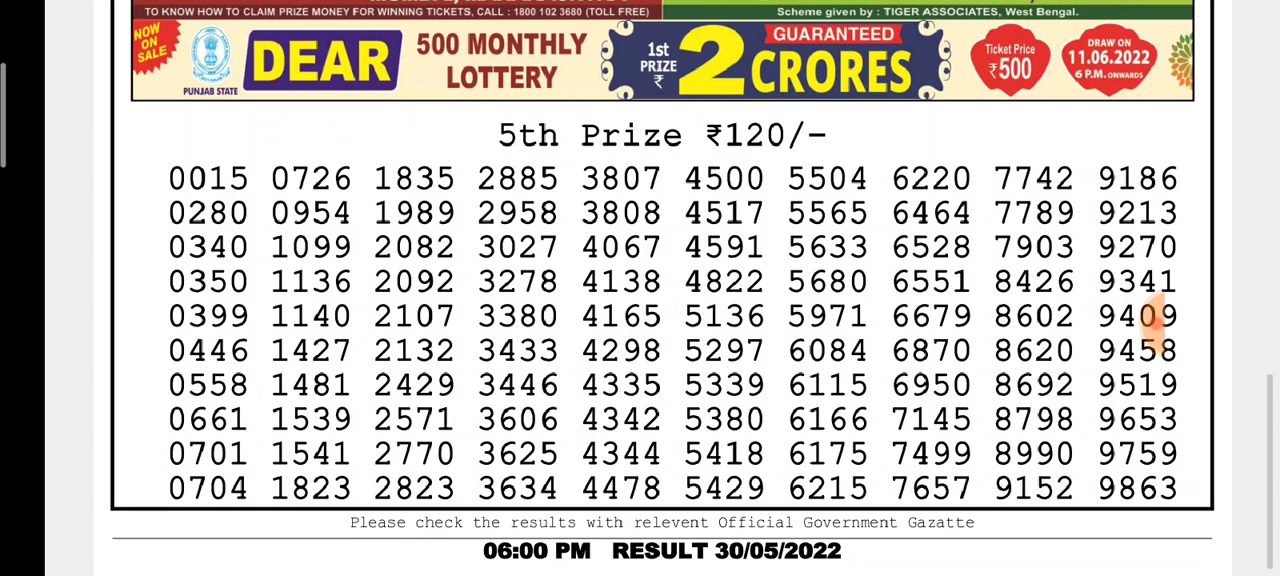 TO KNOW HOW TO CLAIM PRIZE MONEY FOR WINNING TICKETS, CALL : 1800 102 3680 (TOLL FREE)
Scheme given by : TIGER ASSOCIATES, West Bengal.
NOW
ON
SALE
PUNJAB STATE
DEAR
500 MONTHLY
LOTTERY
1st
PRIZE
₹
2
GUARANTEED
CRORES
Ticket Price
₹500
DRAW ON
11.06.2022
6 P.M. ONWARDS
5th Prize ₹120/-
0015 0726 1835 2885 3807 4500 5504 6220 7742 9186
0280 0954 1989 2958 3808 4517 5565 6464 7789 9213
0340 1099 2082 3027 4067 4591 5633 6528 7903 9270
0350 1136 2092 3278 4138 4822 5680 6551 8426 9341
0399 1140 2107 3380 4165 5136 5971 6679 8602 9409
0446 1427 2132 3433 4298 5297 6084 6870 8620 9458
0558 1481 2429 3446 4335 5339 6115 6950 8692 9519
0661 1539 2571 3606 4342 5380 6166 7145 8798 9653
0701 1541 2770 3625 4344 5418 6175 7499 8990 9759
0704 1823 2823 3634 4478 5429 6215 7657 9152 9863
Please check the results with relevent Official Government Gazatte
06:00 PM RESULT 30/05/2022